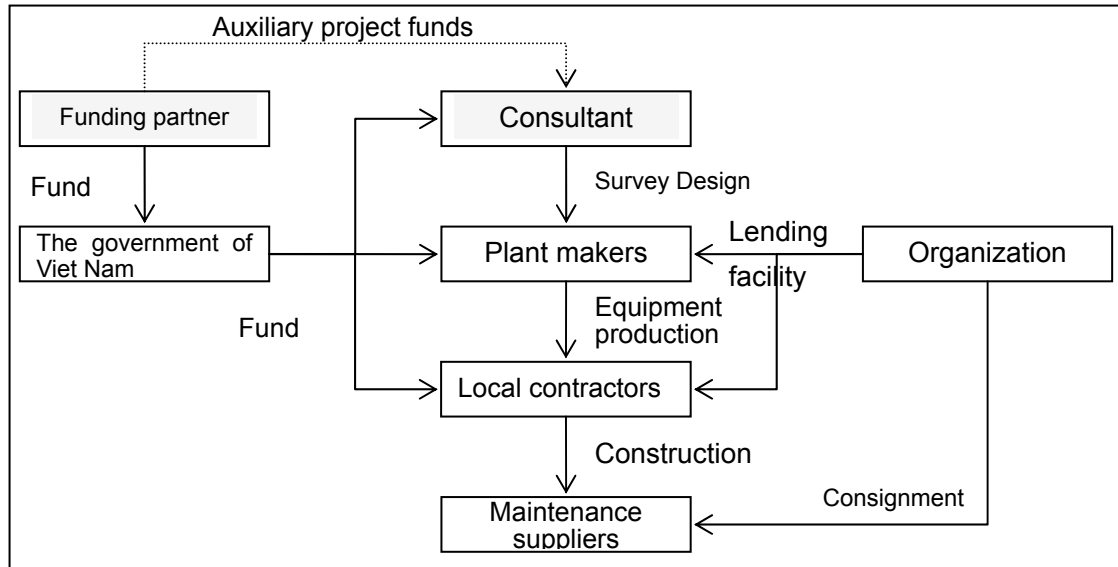 Auxiliary project funds
Funding partner
Consultant
Fund
Survey Design
The government of
Viet Nam
Plant makers
Lending
facility
Organization
Fund
Equipment
production
Local contractors
Construction
Consignment
Maintenance
suppliers